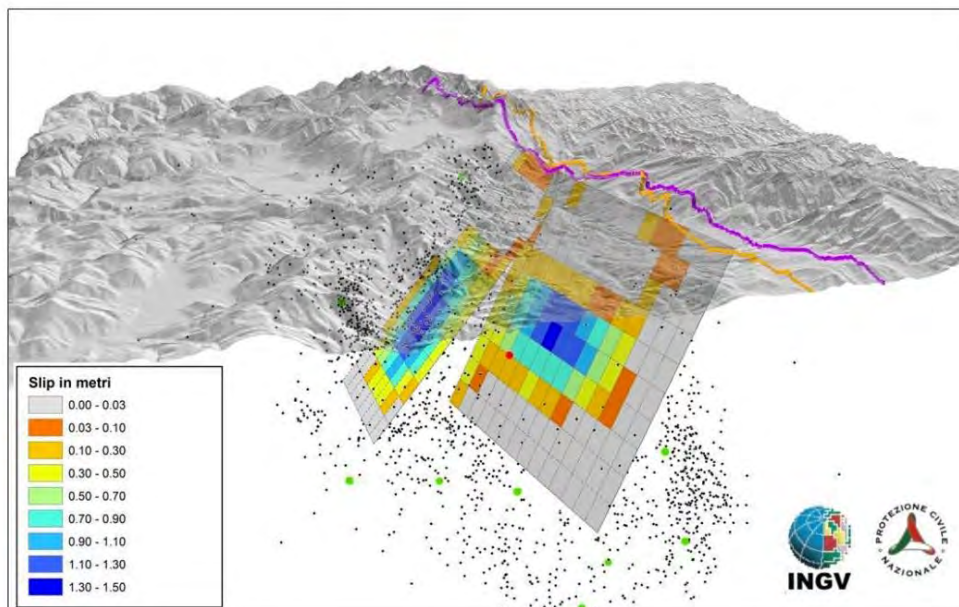 Slip in metri
0.00 - 0.03
0.03 - 0.10
0.10 - 0.30
0.30 - 0.50
0.50 - 0.70
0.70 - 0.90
0.90 - 1.10
1.10 - 1.30
1.30 - 1.50
INGV
PROTEZIONE CIVILE
NAZIONALE